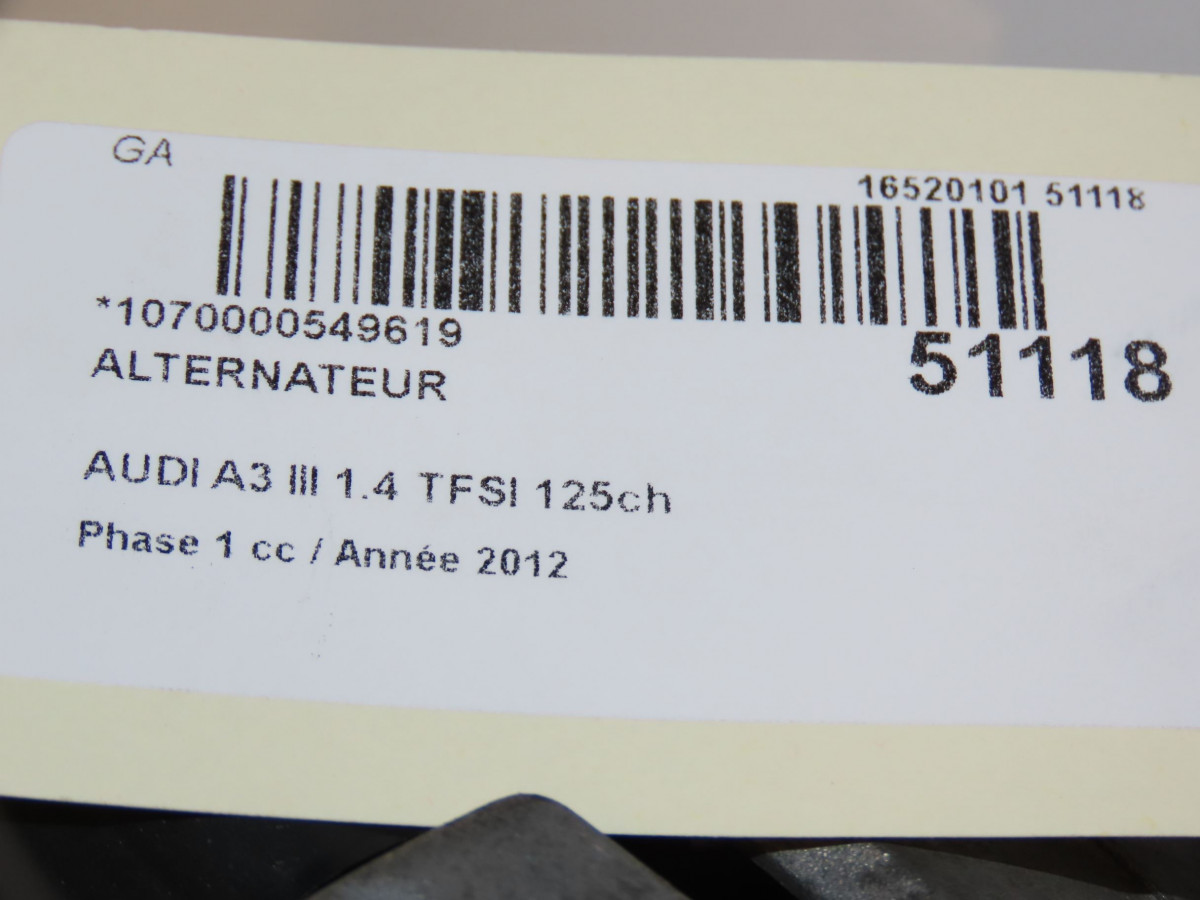 GA
16520101 51118
*1070000549619
51118
ALTERNATEUR
AUDI A3 III 1.4 TFSI 125ch
Phase 1 cc / Année 2012